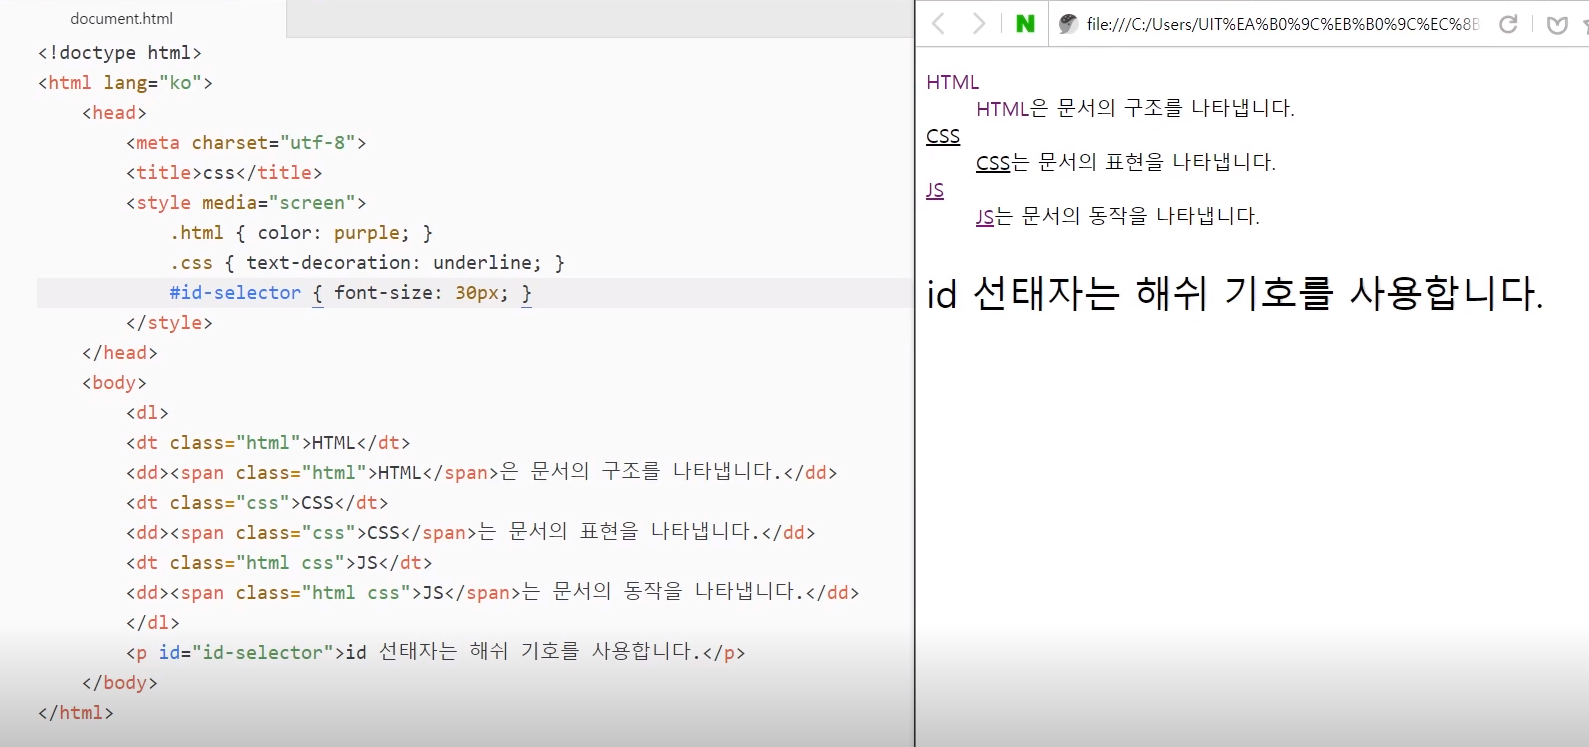 document.html
<!doctype html>
<html lang="ko">
<head>
<meta charset="utf-8">
<title>css</title>
<style media="screen">
.html { color: purple; }
.css { text-decoration: underline; }
#id-selector { font-size: 30px; }
</style>
</head>
<body>
<dl>
<dt class="html">HTML</dt>
<dd><span class="html">HTML</span>은 문서의 구조를 나타냅니다.</dd>
<dt class="css">CSS</dt>
<dd><span class="css">CSS</span>는 문서의 표현을 나타냅니다.</dd>
<dt class="html css">JS</dt>
<dd><span class="html css">JS</span>는 문서의 동작을 나타냅니다.</dd>
</dl>
<p id="id-selector">id 선태자는 해쉬 기호를 사용합니다.</p>
</body>
</html>
N
file:///C:/Users/UIT%EA%B0%9C%EB%B0%9C%EC%8B
HTML
HTML은 문서의 구조를 나타냅니다.
CSS
CSS는 문서의 표현을 나타냅니다.
JS
JS는 문서의 동작을 나타냅니다.
id 선태자는 해쉬 기호를 사용합니다.